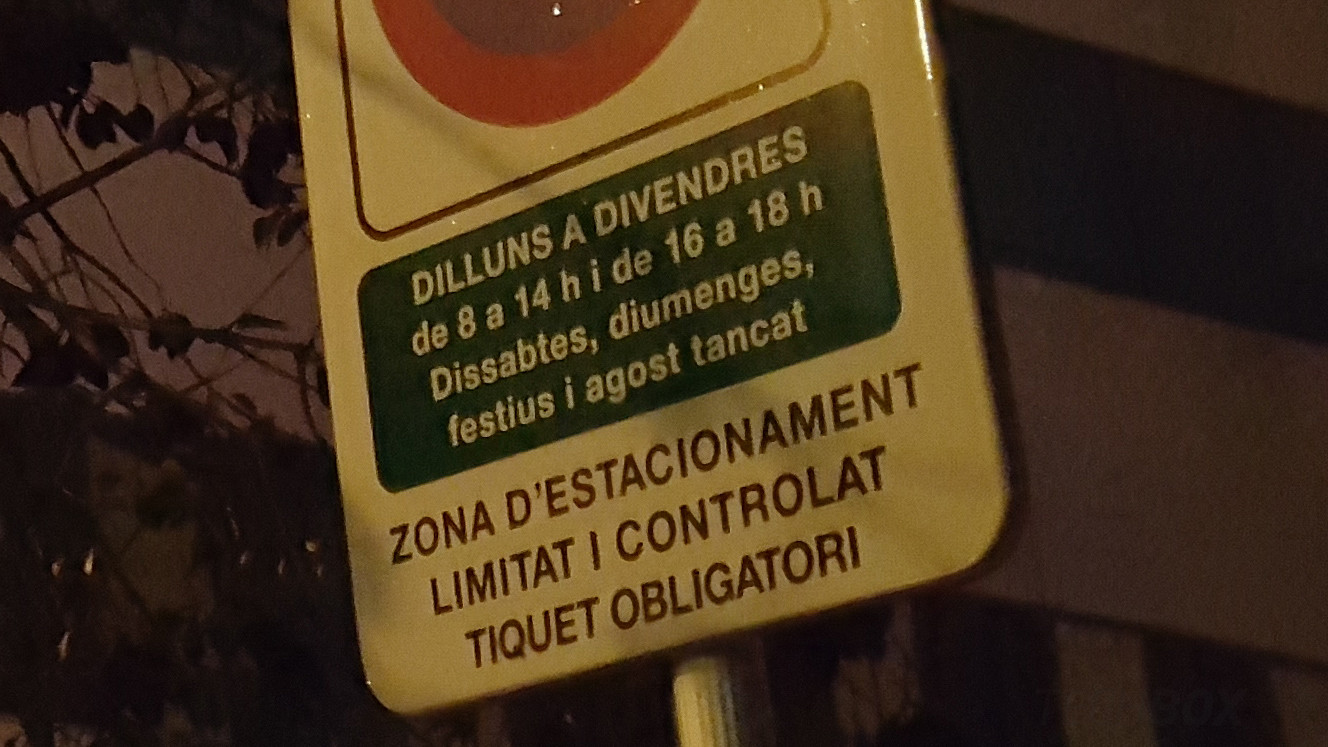 DILLUNS A DIVENDRES
de 8 a 14 h i de 16 a 18 h
Dissabtes, diumenges,
festius i agost tancat
ZONA D'ESTACIONAMENT
LIMITAT I CONTROLAT
TIQUET OBLIGATORI